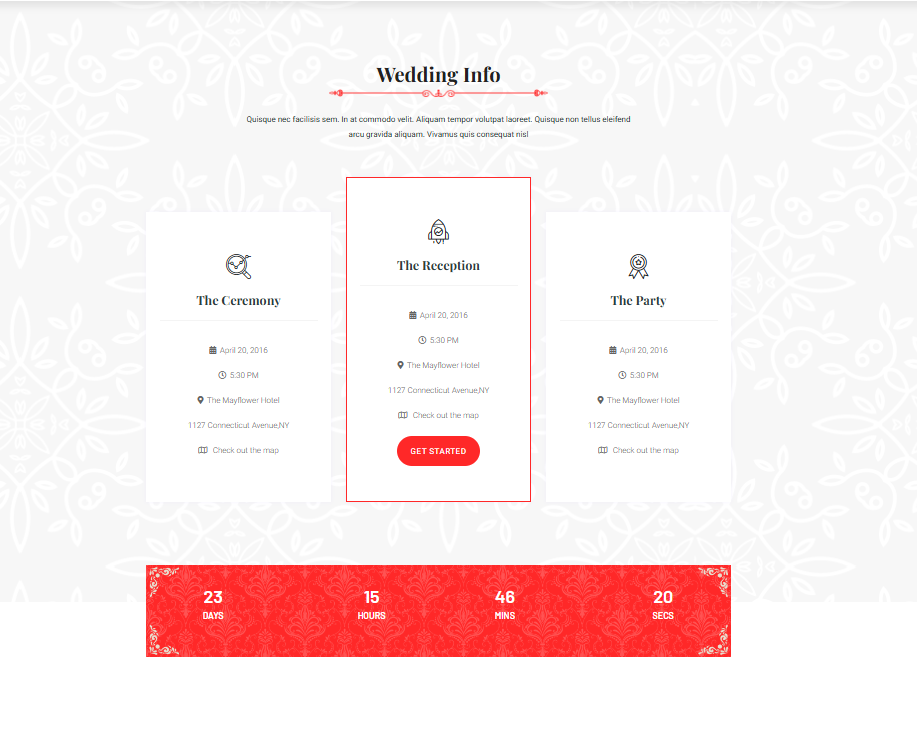 Wedding Info
Quisque nec facilisis sem. In at commodo velit. Aliquam tempor volutpat laoreet. Quisque non tellus eleifend
arcu gravida aliquam. Vivamus quis consequat nisl
The Ceremony
April 20, 2016
5:30 PM
The Mayflower Hotel
1127 Connecticut Avenue,NY
Check out the map
The Reception
April 20, 2016
5:30 PM
The Mayflower Hotel
1127 Connecticut Avenue,NY
Check out the map
GET STARTED
The Party
April 20, 2016
5:30 PM
The Mayflower Hotel
1127 Connecticut Avenue,NY
Check out the map
23 15 46 20
DAYS HOURS MINS SECS